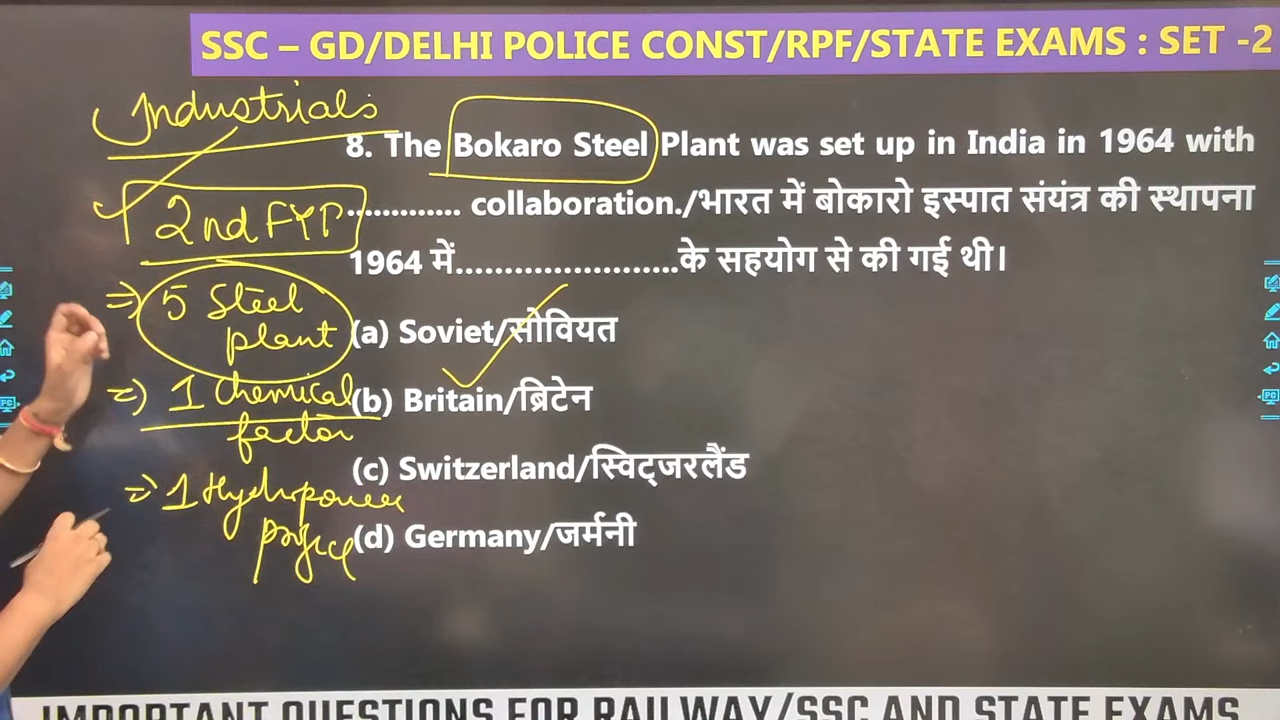 SSC – GD/DELHI POLICE CONST/RPF/STATE EXAMS : SET -2
Industrials
2nd FYP
5 Steel
plant
1 Chemical
factor
1 Hydropower
8. The Bokaro Steel Plant was set up in India in 1964 with
............. collaboration./भारत में बोकारो इस्पात संयंत्र की स्थापना
1964 में.........................के सहयोग से की गई थी।
(a) Soviet/सोवियत
(b) Britain/ब्रिटेन
(c) Switzerland/स्विट्जरलैंड
(d) Germany/जर्मनी
IMPORTANT QUESTIONS FOR RAILWAY/SSC AND STATE EXAMS